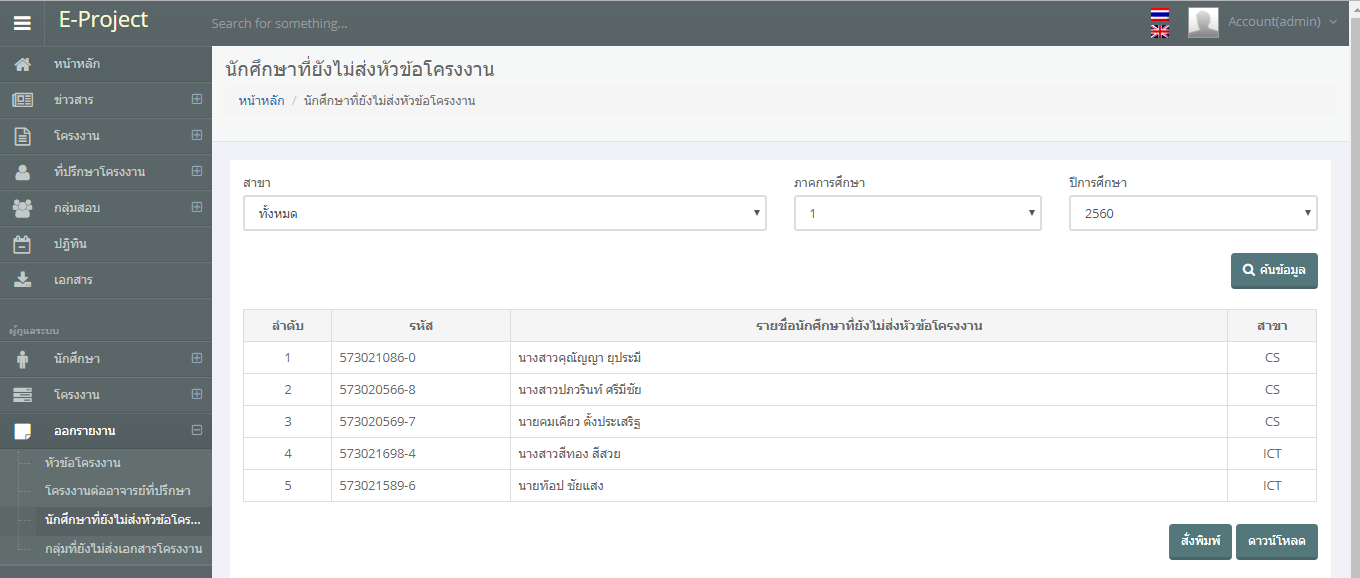 E-Project
Search for something...
Account(admin)
หน้าหลัก
ข่าวสาร
โครงงาน
ที่ปรึกษาโครงงาน
กลุ่มสอบ
ปฏิทิน
เอกสาร
ผู้ดูแลระบบ
นักศึกษา
โครงงาน
ออกรายงาน
หัวข้อโครงงาน
โครงงานต่ออาจารย์ที่ปรึกษา
นักศึกษาที่ยังไม่ส่งหัวข้อโคร...
กลุ่มที่ยังไม่ส่งเอกสารโครงงาน
นักศึกษาที่ยังไม่ส่งหัวข้อโครงงาน
หน้าหลัก / นักศึกษาที่ยังไม่ส่งหัวข้อโครงงาน
สาขา ภาคการศึกษา ปีการศึกษา
ทั้งหมด 1 2560
ค้นข้อมูล
ลำดับ รหัส รายชื่อนักศึกษาที่ยังไม่ส่งหัวข้อโครงงาน สาขา
1 573021086-0 นางสาวคุณัญญา ยุประมี CS
2 573020566-8 นางสาวปภวรินท์ ศรีมีชัย CS
3 573020569-7 นายคมเคียว ตั้งประเสริฐ CS
4 573021698-4 นางสาวสีทอง สีสวย ICT
5 573021589-6 นายท๊อป ชัยแสง ICT
สั่งพิมพ์ ดาวน์โหลด